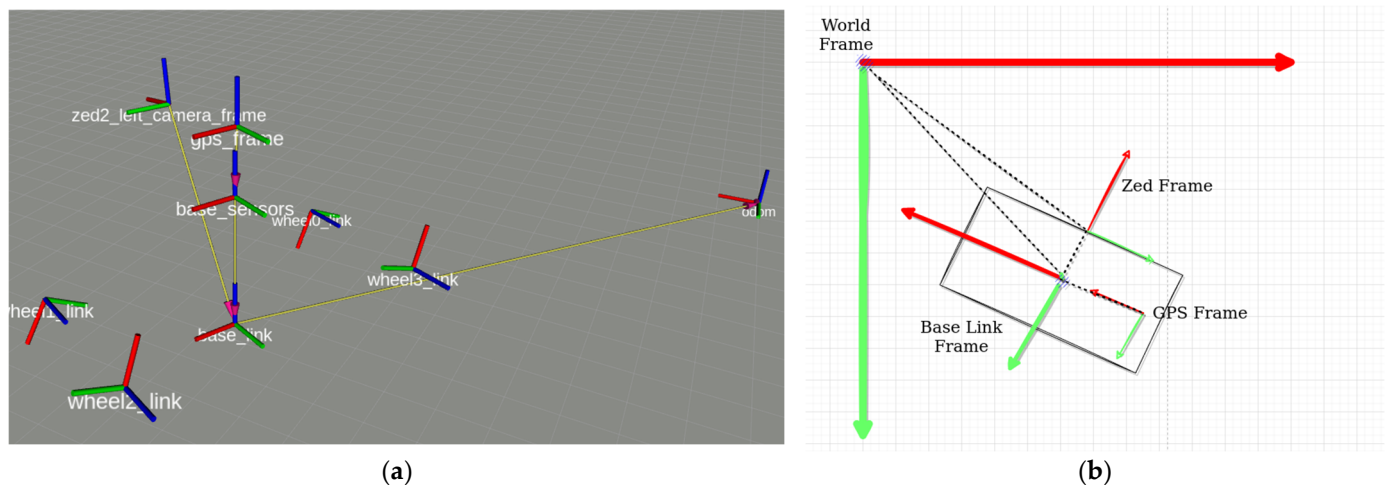 zed2_left_camera_frame
gps_frame
base_sensors
wheel0_link
odom
wheel3_link
wheel1_link
base_link
wheel2_link
World
Frame
Zed Frame
GPS Frame
Base Link
Frame
(a)
(b)